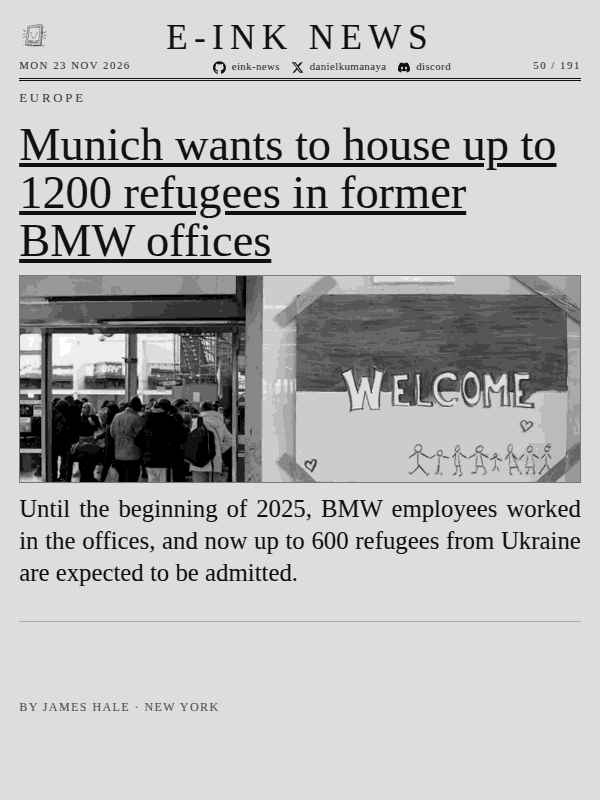 E-INK NEWS
MON 23 NOV 2026
eink-news
danielkumanaya
discord
50 / 191
EUROPE
Munich wants to house up to
1200 refugees in former
BMW offices
WELCOME
Until the beginning of 2025, BMW employees worked
in the offices, and now up to 600 refugees from Ukraine
are expected to be admitted.
BY JAMES HALE · NEW YORK